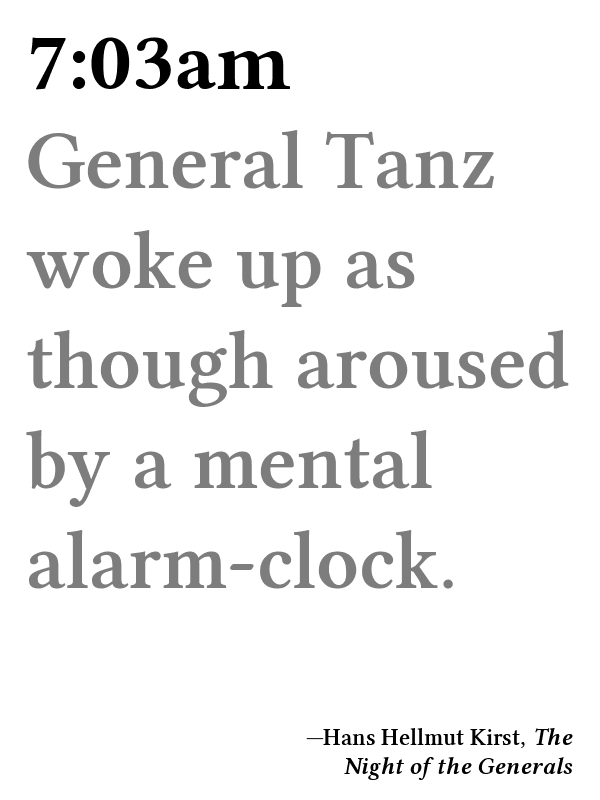 7:03am
General Tanz
woke up as
though aroused
by a mental
alarm-clock.
—Hans Hellmut Kirst, The
Night of the Generals